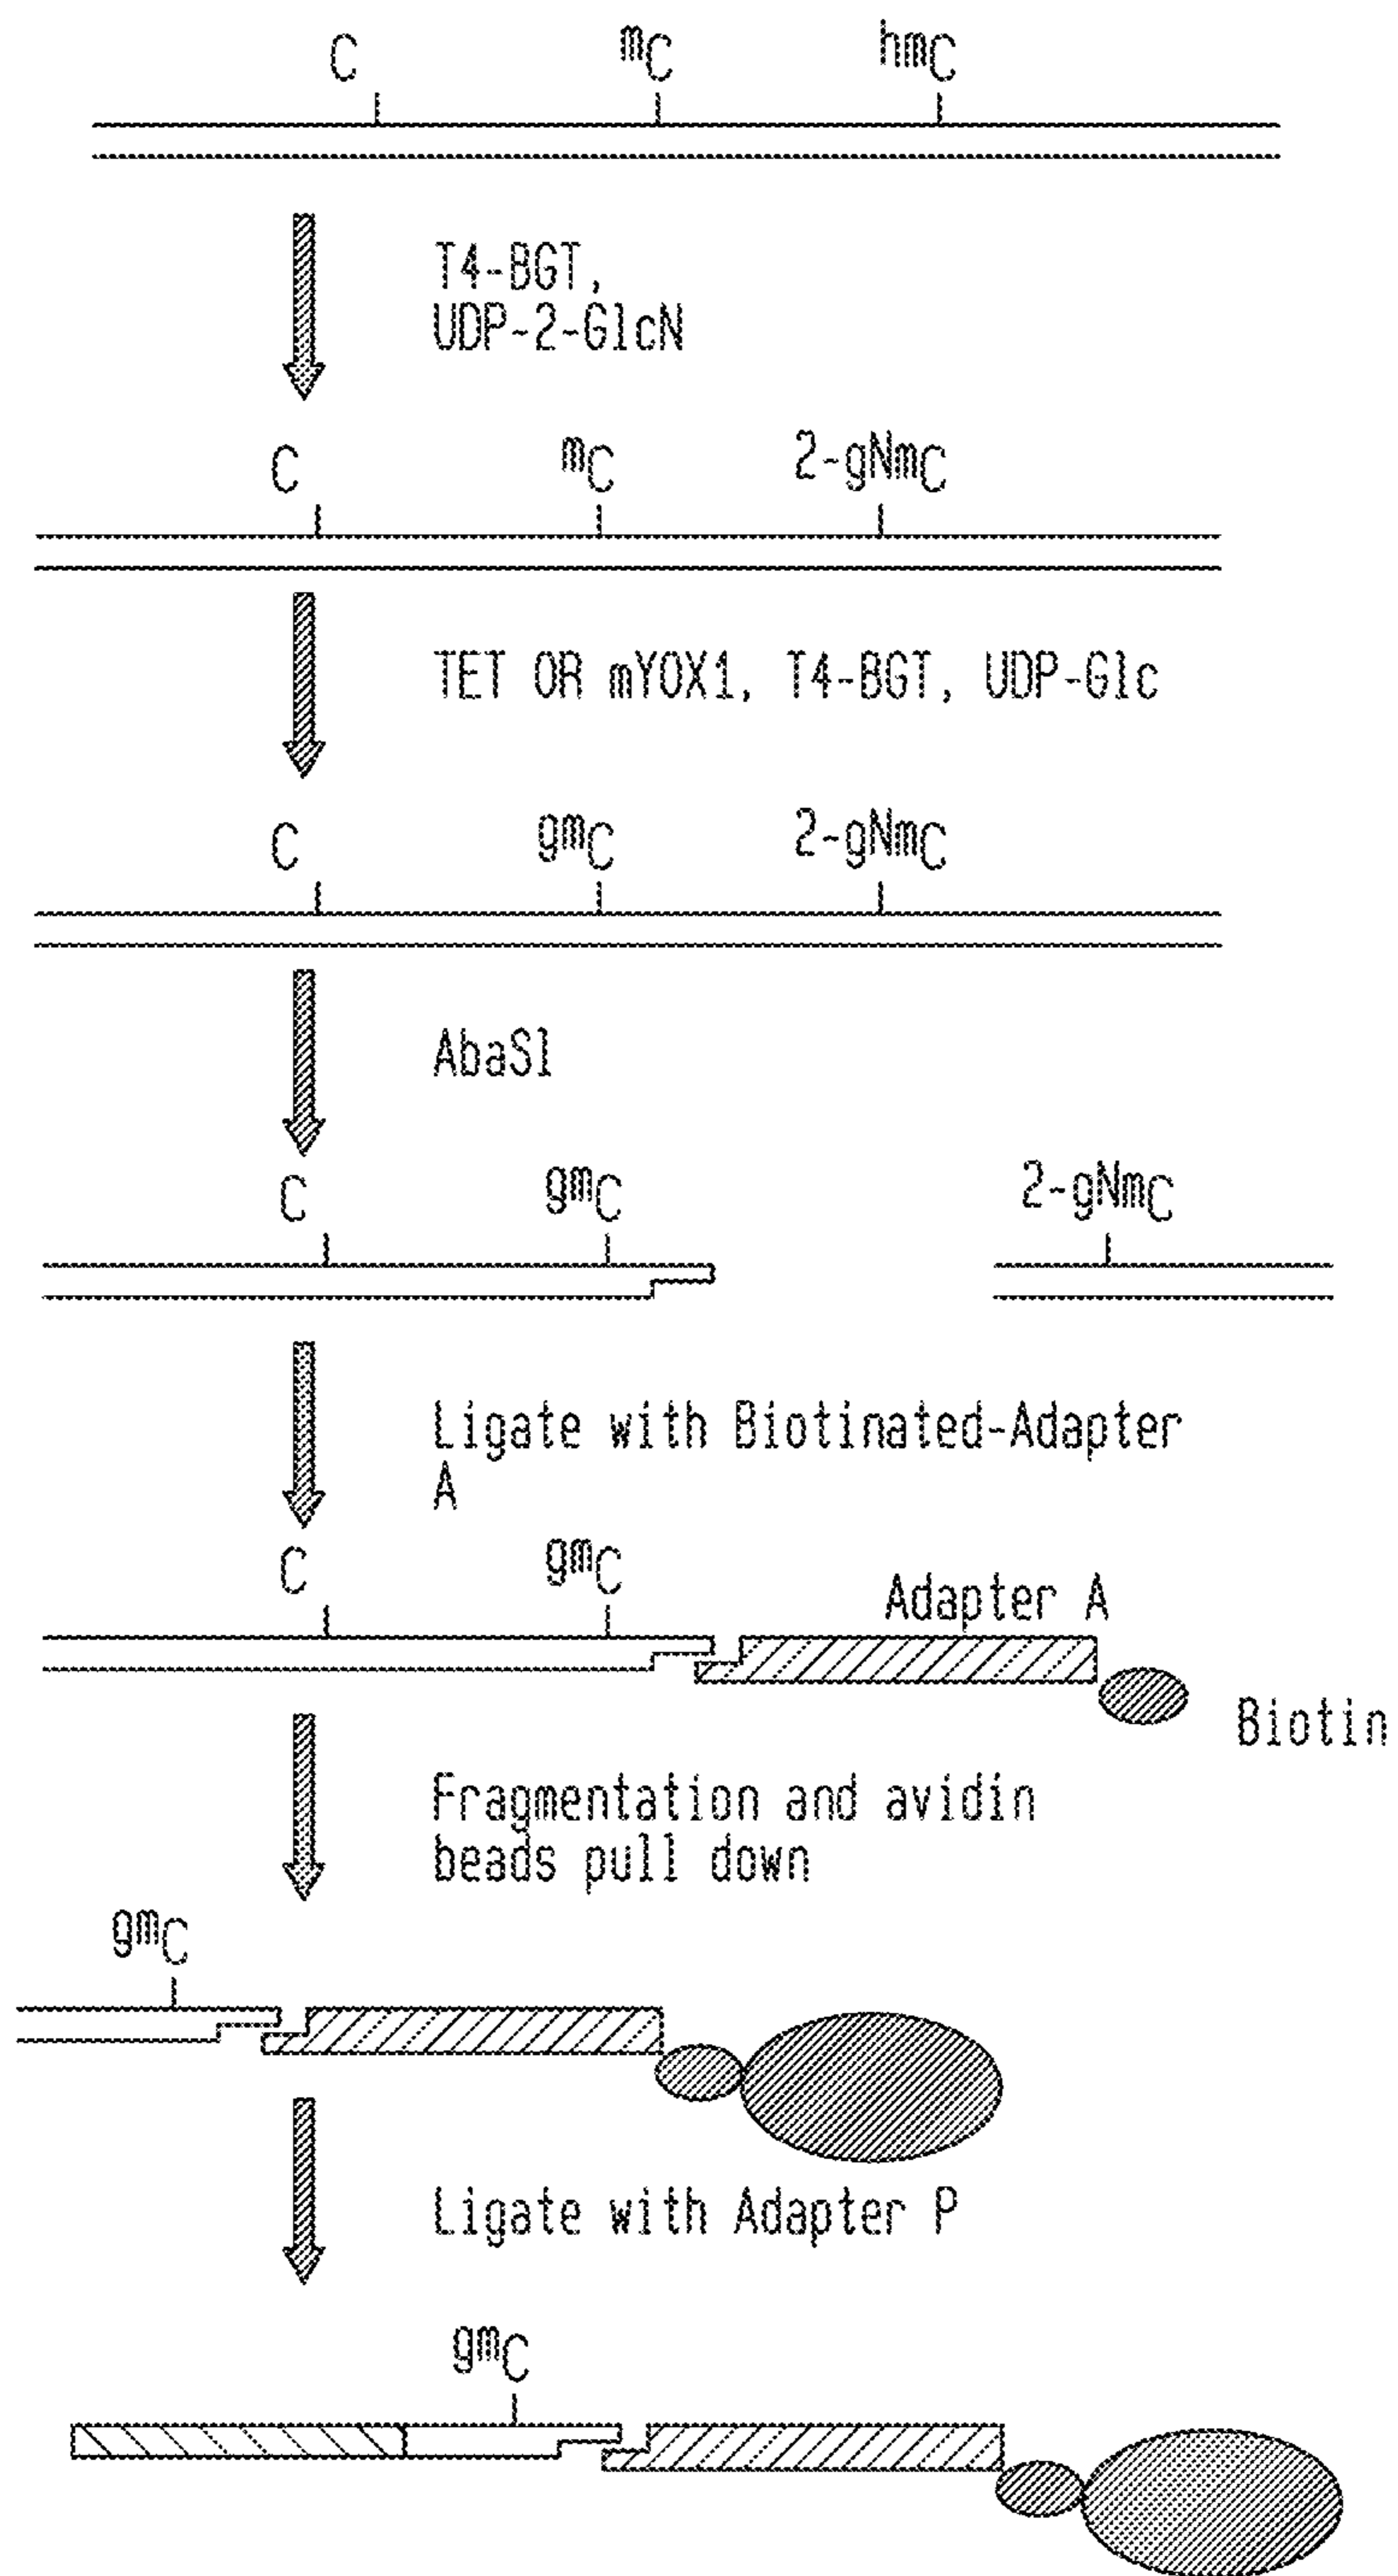 C mC hmC
T4-BGT,
UDP-2-GlcN
C mC 2-gNmC
TET OR mYOX1, T4-BGT, UDP-Glc
C gmC 2-gNmC
AbaSl
C gmC 2-gNmC
Ligate with Biotinated-Adapter
A
C gmC
Adapter A
Biotin
Fragmentation and avidin
beads pull down
gmC
Ligate with Adapter P
gmC